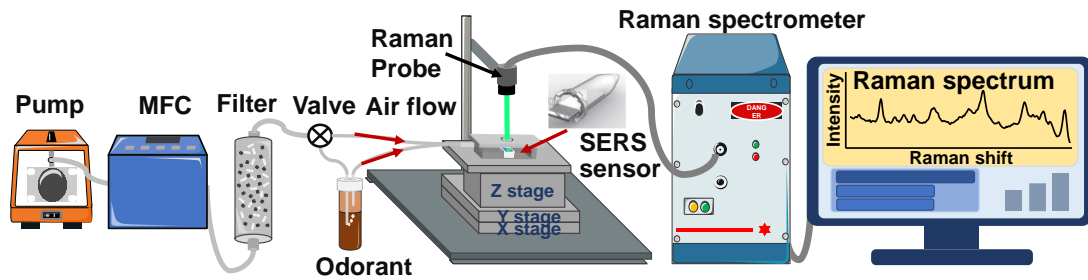 Pump
MFC
Filter
Valve
Air flow
Odorant
Raman
Probe
SERS
sensor
Z stage
Y stage
X stage
Raman spectrometer
DANG
ER
Raman spectrum
Intensity
Raman shift